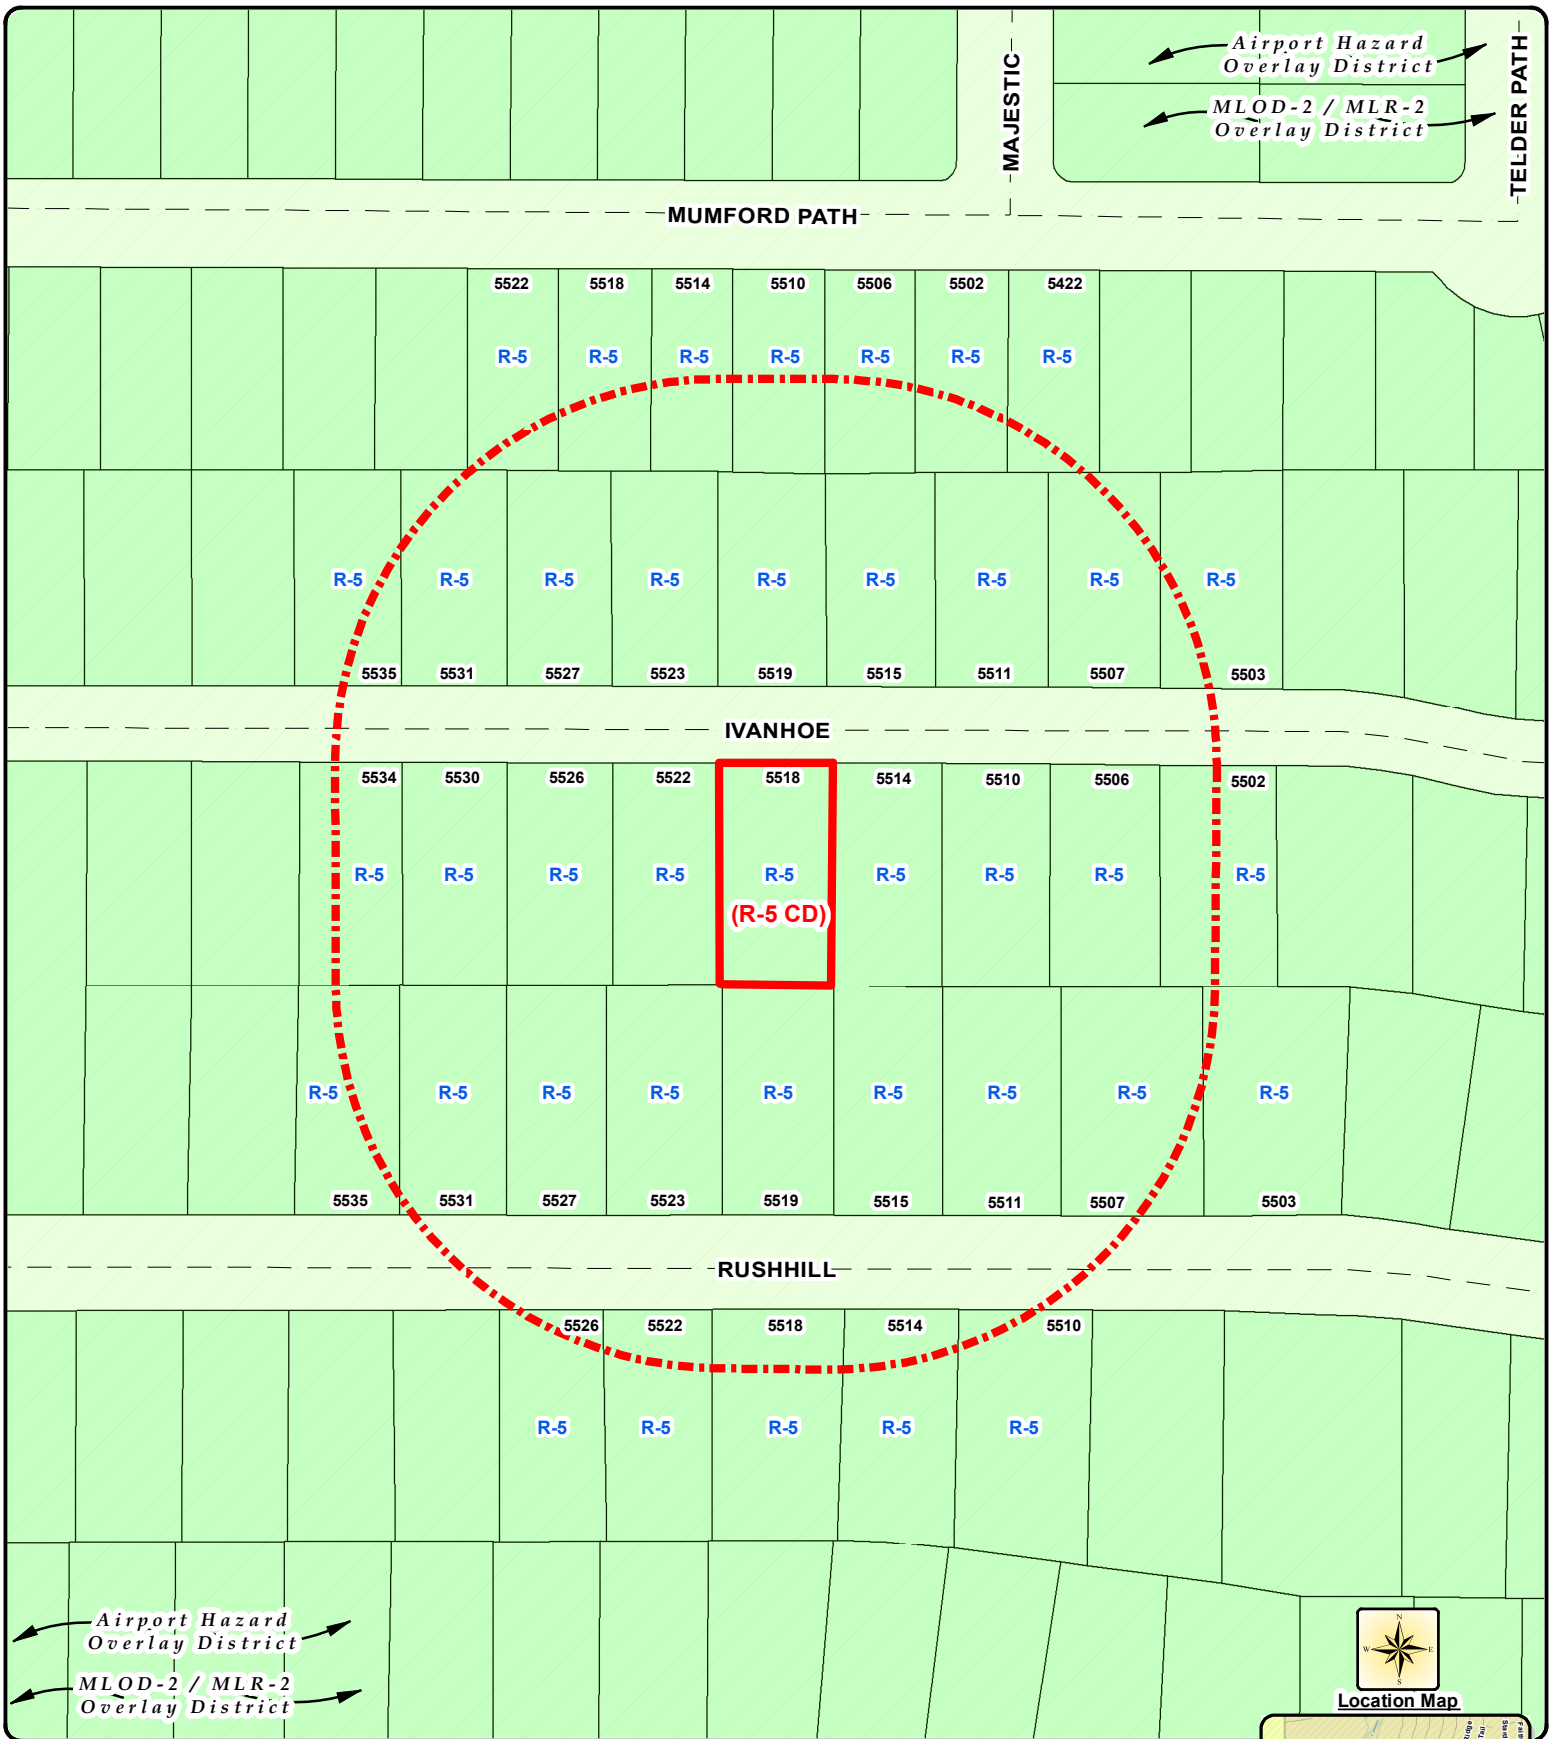 Airport Hazard
Overlay District
MLOD-2 / MLR-2
Overlay District
MAJESTIC
TELDER PATH
MUMFORD PATH
5522 5518 5514 5510 5506 5502 5422
R-5 R-5 R-5 R-5 R-5 R-5 R-5
R-5 R-5 R-5 R-5 R-5 R-5 R-5 R-5 R-5
5535 5531 5527 5523 5519 5515 5511 5507 5503
IVANHOE
5534 5530 5526 5522 5518 5514 5510 5506 5502
R-5 R-5 R-5 R-5 R-5 R-5 R-5 R-5 R-5
(R-5 CD)
R-5 R-5 R-5 R-5 R-5 R-5 R-5 R-5 R-5
5535 5531 5527 5523 5519 5515 5511 5507 5503
RUSHHILL
5526 5522 5518 5514 5510
R-5 R-5 R-5 R-5 R-5
Airport Hazard
Overlay District
MLOD-2 / MLR-2
Overlay District
N
W E
S
Location Map